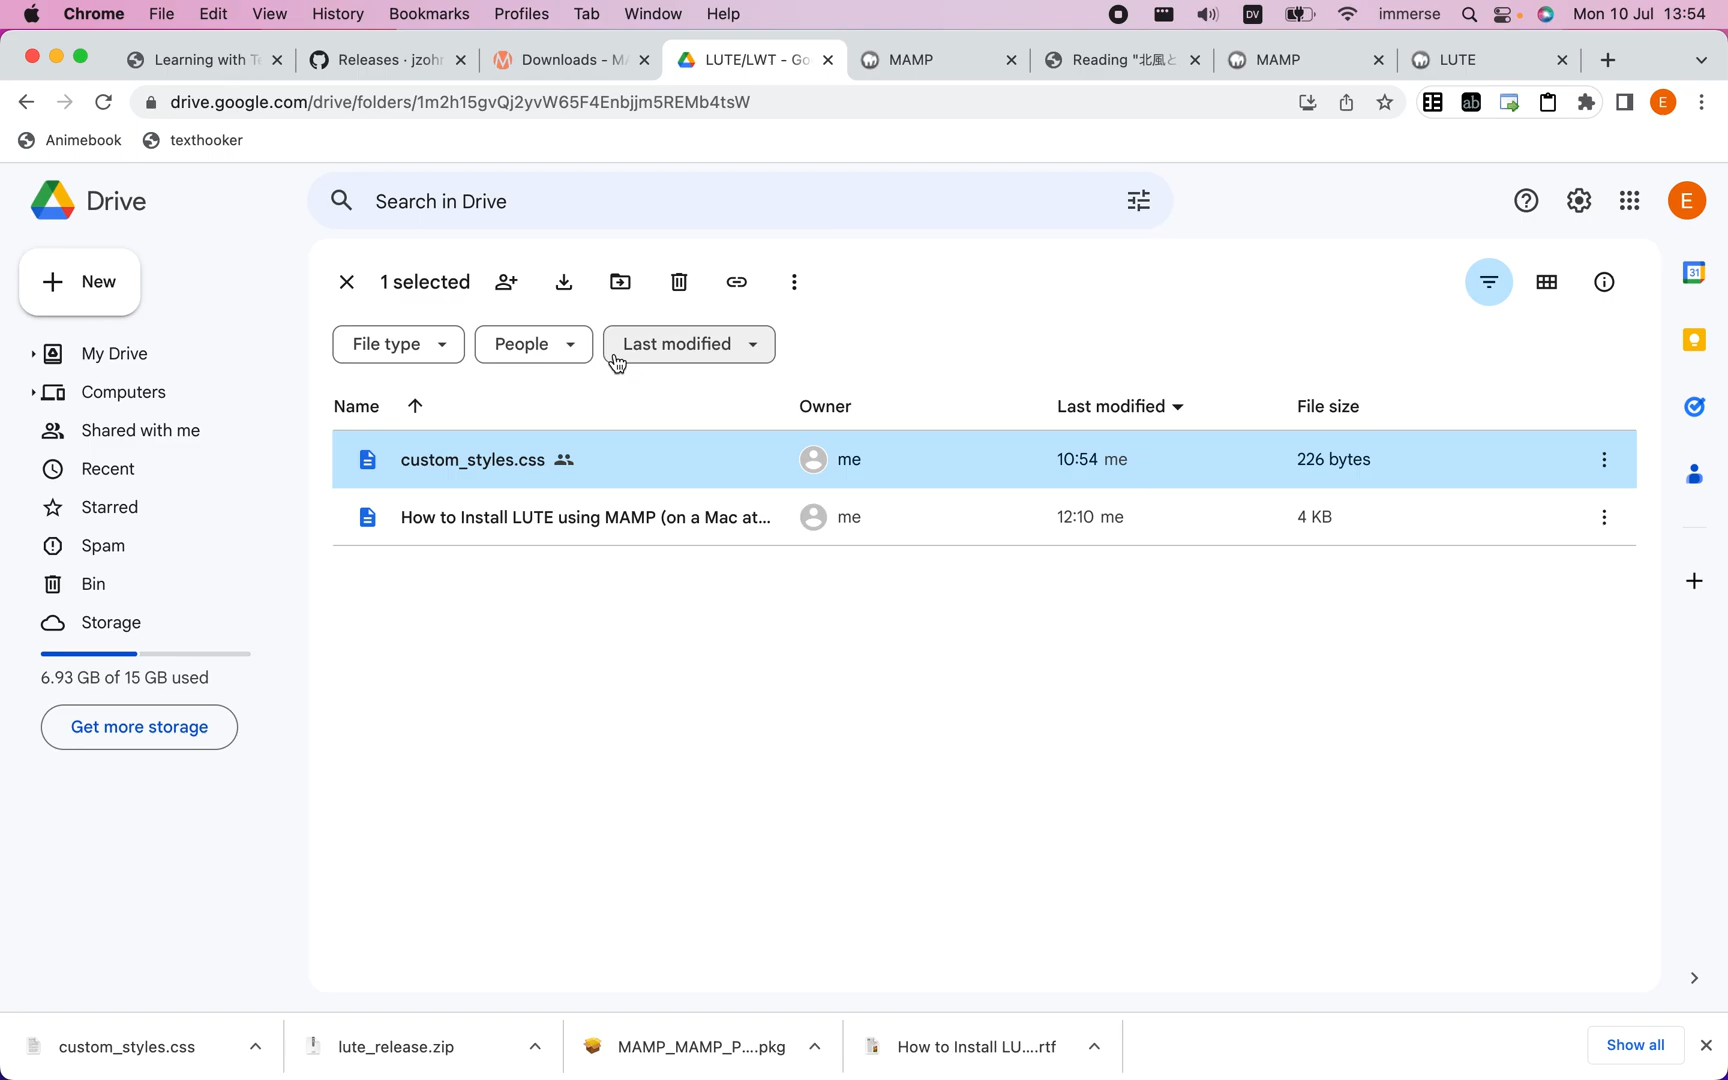 Chrome File Edit View History Bookmarks Profiles Tab Window Help DV immerse Mon 10 Jul 13:54
Learning with Te Releases · jzohr Downloads - MA LUTE/LWT - Go MAMP Reading "北風と MAMP LUTE
drive.google.com/drive/folders/1m2h15gvQj2yvW65F4Enbjjm5REMb4tsW ab E
Animebook texthooker
Drive Search in Drive E
New 1 selected 31
File type People Last modified
My Drive
Computers Name Owner Last modified File size
Shared with me
custom_styles.css me 10:54 me 226 bytes
Recent
Starred How to Install LUTE using MAMP (on a Mac at... me 12:10 me 4 KB
Spam
Bin
Storage
6.93 GB of 15 GB used
Get more storage
custom_styles.css lute_release.zip MAMP_MAMP_P....pkg How to Install LU....rtf Show all